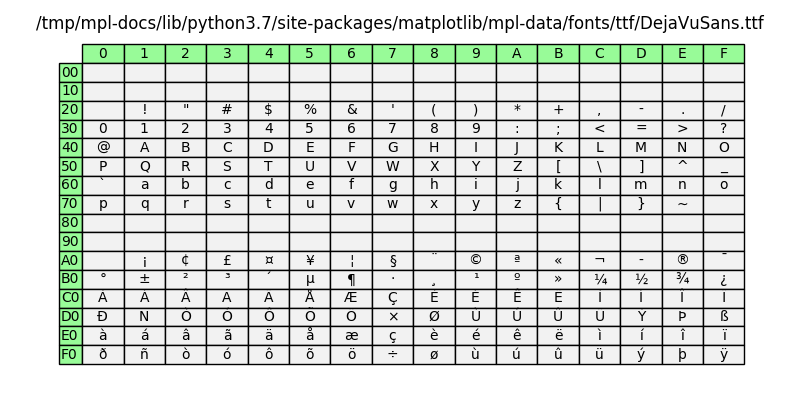 /tmp/mpl-docs/lib/python3.7/site-packages/matplotlib/mpl-data/fonts/ttf/DejaVuSans.ttf
0 1 2 3 4 5 6 7 8 9 A B C D E F
00
10
20 ! " # $ % & ' ( ) * + , - . /
30 0 1 2 3 4 5 6 7 8 9 : ; < = > ?
40 @ A B C D E F G H I J K L M N O
50 P Q R S T U V W X Y Z [ \ ] ^ _
60 ` a b c d e f g h i j k l m n o
70 p q r s t u v w x y z { | } ~
80
90
A0 ¡ ¢ £ ¤ ¥ ¦ § ¨ © ª « ¬ - ® ¯
B0 ° ± ² ³ ´ µ ¶ · ¸ ¹ º » ¼ ½ ¾ ¿
C0 À Á Â Ã Ä Å Æ Ç È É Ê Ë Ì Í Î Ï
D0 Ð Ñ Ò Ó Ô Õ Ö × Ø Ù Ú Û Ü Ý Þ ß
E0 à á â ã ä å æ ç è é ê ë ì í î ï
F0 ð ñ ò ó ô õ ö ÷ ø ù ú û ü ý þ ÿ